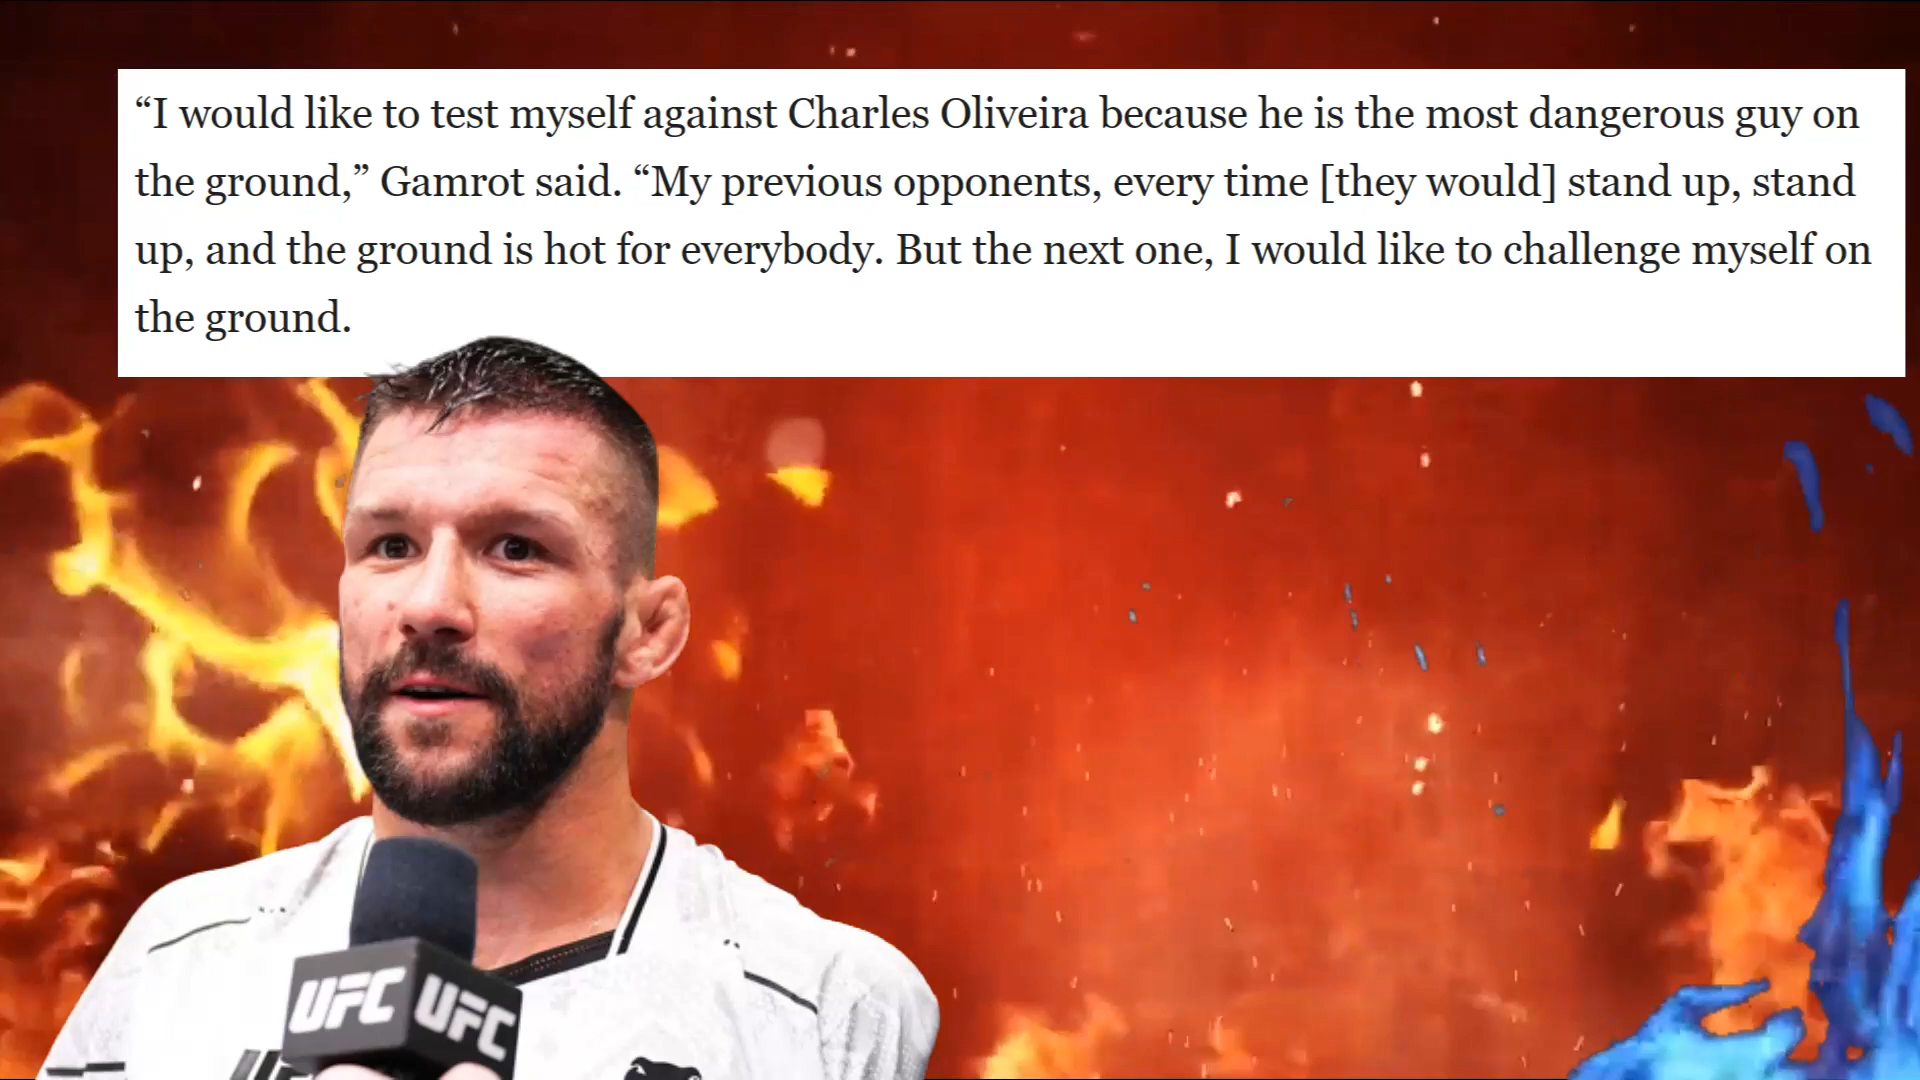 “I would like to test myself against Charles Oliveira because he is the most dangerous guy on
the ground,” Gamrot said. “My previous opponents, every time [they would] stand up, stand
up, and the ground is hot for everybody. But the next one, I would like to challenge myself on
the ground.
UFC UFC